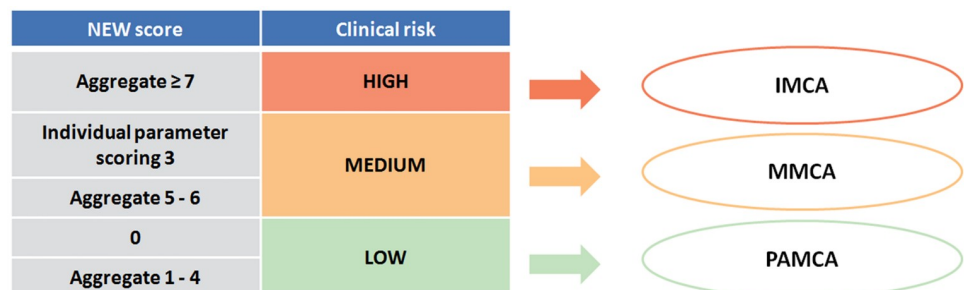 NEW score
Clinical risk
Aggregate ≥ 7
HIGH
IMCA
Individual parameter
scoring 3
MEDIUM
MMCA
Aggregate 5 - 6
0
LOW
PAMCA
Aggregate 1 - 4